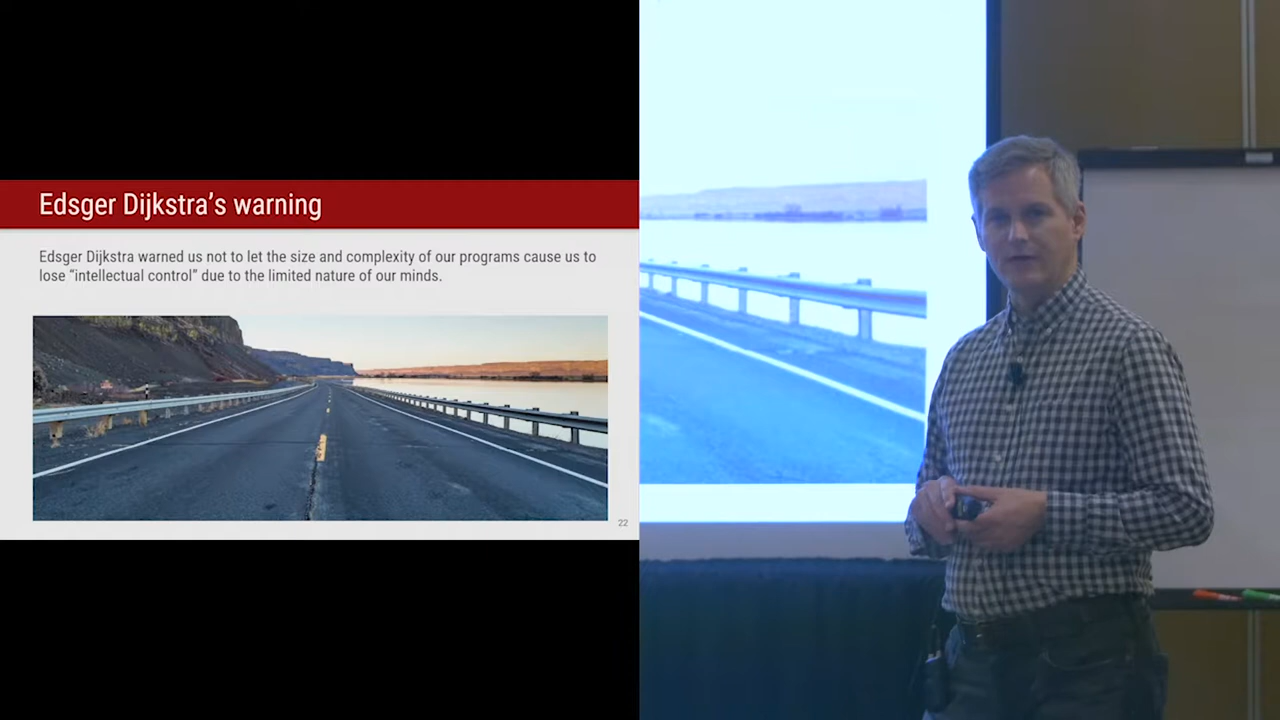 Edsger Dijkstra’s warning
Edsger Dijkstra warned us not to let the size and complexity of our programs cause us to
lose “intellectual control” due to the limited nature of our minds.
22